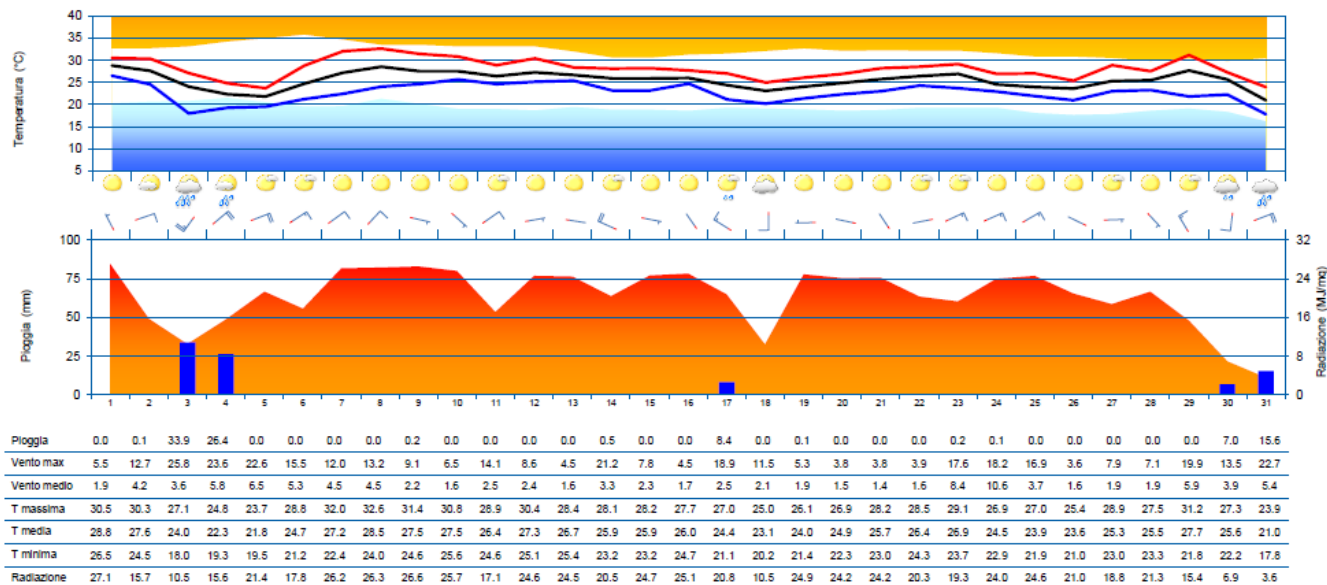 40
35
30
25
20
15
10
5
Temperatura (°C)
100 32
75 24
50 16
25 8
0 0
Pioggia (mm)
Radiazione (MJ/mq)
1 2 3 4 5 6 7 8 9 10 11 12 13 14 15 16 17 18 19 20 21 22 23 24 25 26 27 28 29 30 31
Pioggia 0.0 0.1 33.9 26.4 0.0 0.0 0.0 0.0 0.2 0.0 0.0 0.0 0.0 0.5 0.0 0.0 8.4 0.0 0.1 0.0 0.0 0.0 0.2 0.1 0.0 0.0 0.0 0.0 0.0 7.0 15.6
Vento max 5.5 12.7 25.8 23.6 22.6 15.5 12.0 13.2 9.1 6.5 14.1 8.6 4.5 21.2 7.8 4.5 18.9 11.5 5.3 3.8 3.8 3.9 17.6 18.2 16.9 3.6 7.9 7.1 19.9 13.5 22.7
Vento medio 1.9 4.2 3.6 5.8 6.5 5.3 4.5 4.5 2.2 1.6 2.5 2.4 1.6 3.3 2.3 1.7 2.5 2.1 1.9 1.5 1.4 1.6 8.4 10.6 3.7 1.6 1.9 1.9 5.9 3.9 5.4
T massima 30.5 30.3 27.1 24.8 23.7 28.8 32.0 32.6 31.4 30.8 28.9 30.4 28.4 28.1 28.2 27.7 27.0 25.0 26.1 26.9 28.2 28.5 29.1 26.9 27.0 25.4 28.9 27.5 31.2 27.3 23.9
T media 28.8 27.6 24.0 22.3 21.8 24.7 27.2 28.5 27.5 27.5 26.4 27.3 26.7 25.9 25.9 26.0 24.4 23.1 24.0 24.9 25.7 26.4 26.9 24.5 23.9 23.6 25.3 25.5 27.7 25.6 21.0
T minima 26.5 24.5 18.0 19.3 19.5 21.2 22.4 24.0 24.6 25.6 24.6 25.1 25.4 23.2 23.2 24.7 21.1 20.2 21.4 22.3 23.0 24.3 23.7 22.9 21.9 21.0 23.0 23.3 21.8 22.2 17.8
Radiazione 27.1 15.7 10.5 15.6 21.4 17.8 26.2 26.3 26.6 25.7 17.1 24.6 24.5 20.5 24.7 25.1 20.8 10.5 24.9 24.2 24.2 20.3 19.3 24.0 24.6 21.0 18.8 21.3 15.4 6.9 3.6